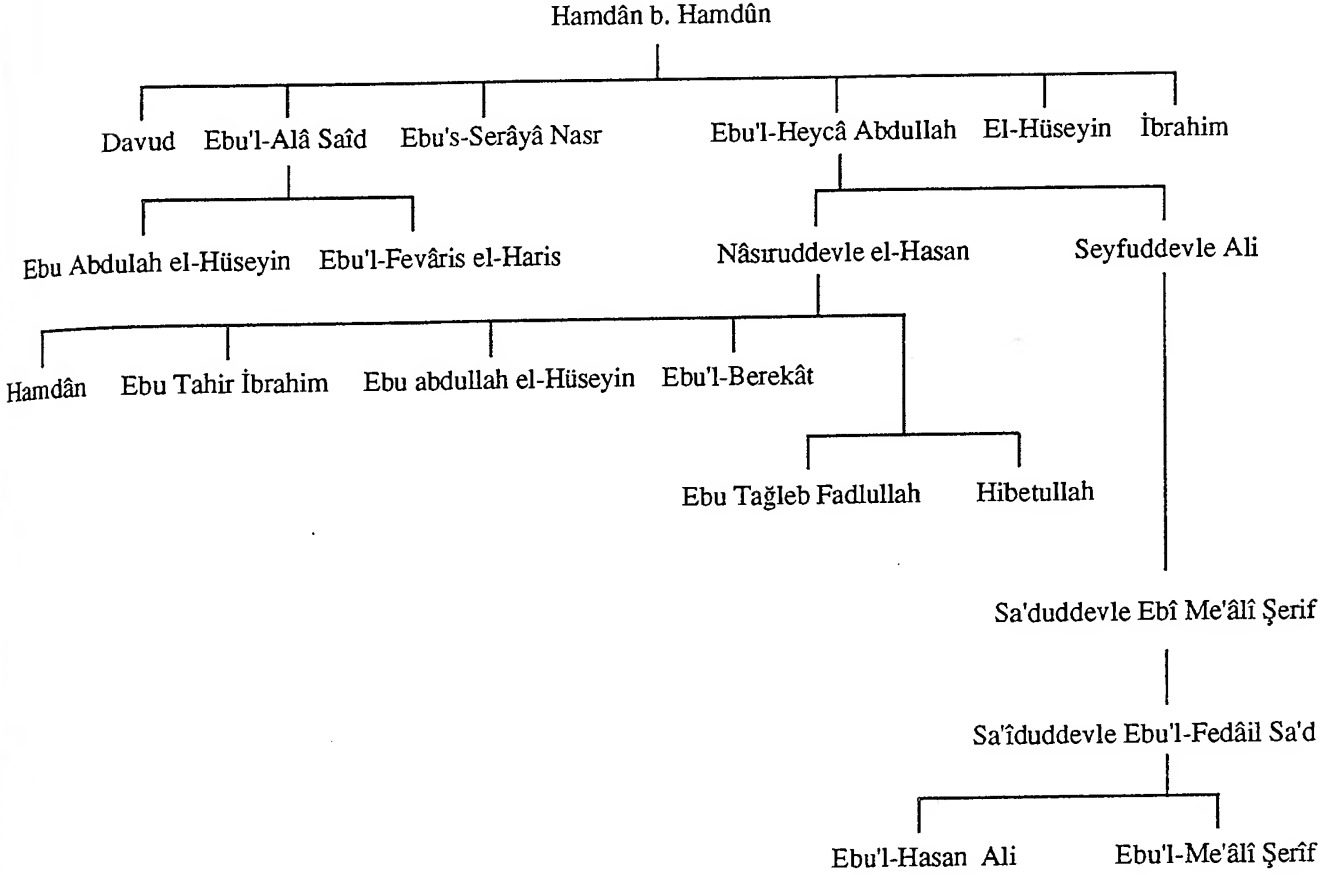 Hamdân b. Hamdûn
Davud Ebu'l-Alâ Saîd Ebu's-Serâyâ Nasr Ebu'l-Heycâ Abdullah El-Hüseyin İbrahim
Ebu Abdulah el-Hüseyin Ebu'l-Fevâris el-Haris Nâsıruddevle el-Hasan Seyfuddevle Ali
Hamdân Ebu Tahir İbrahim Ebu abdullah el-Hüseyin Ebu'l-Berekât
Ebu Tağleb Fadlullah Hibetullah
Sa'duddevle Ebî Me'âlî Şerif
Sa'îduddevle Ebu'l-Fedâil Sa'd
Ebu'l-Hasan Ali Ebu'l-Me'âlî Şerîf